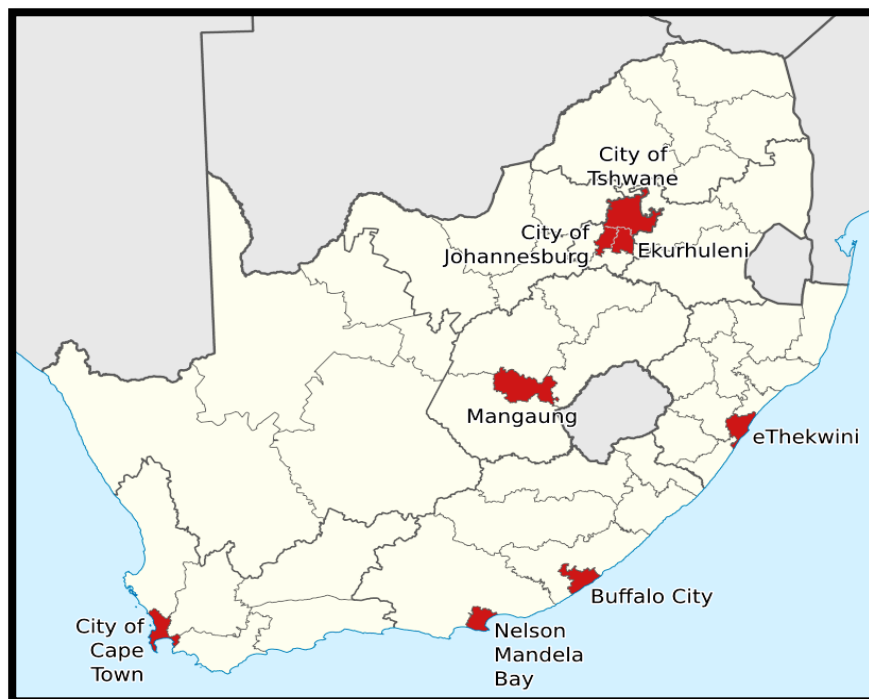 City of
Tshwane
City of
Johannesburg
Ekurhuleni
Mangaung
eThekwini
Buffalo City
Nelson
Mandela
Bay
City of
Cape
Town